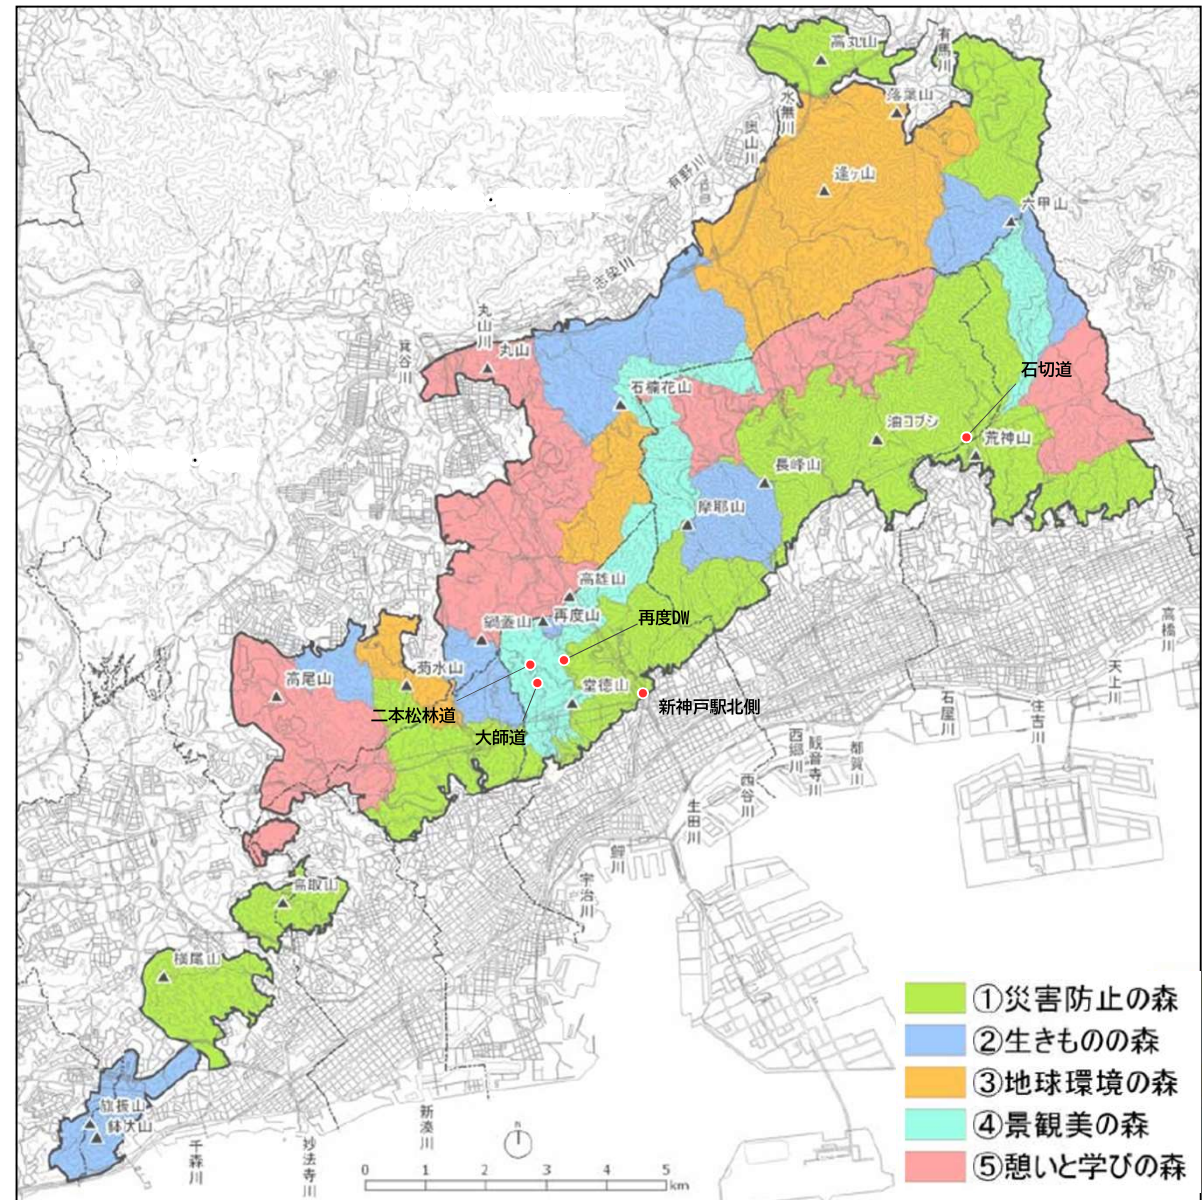 高丸山
有馬川
落葉山
水無川
奥山川
有野川
逢ヶ山
六甲山
志染川
丸山川
丸山
箕谷川
石楠花山
石切道
油コブシ
荒神山
長峰山
摩耶山
高雄山
再度山
再度DW
鍋蓋山
高橋川
天上川
菊水山
高尾山
堂徳山
二本松林道
大師道
新神戸駅北側
石屋川
住吉川
西郷川
観音寺川
都賀川
西谷川
生田川
鯉川
宇治川
高取山
横尾山
旗振山
鉢伏山
千森川
妙法寺川
新湊川
N
0 1 2 3 4 5
km
①災害防止の森
②生きものの森
③地球環境の森
④景観美の森
⑤憩いと学びの森